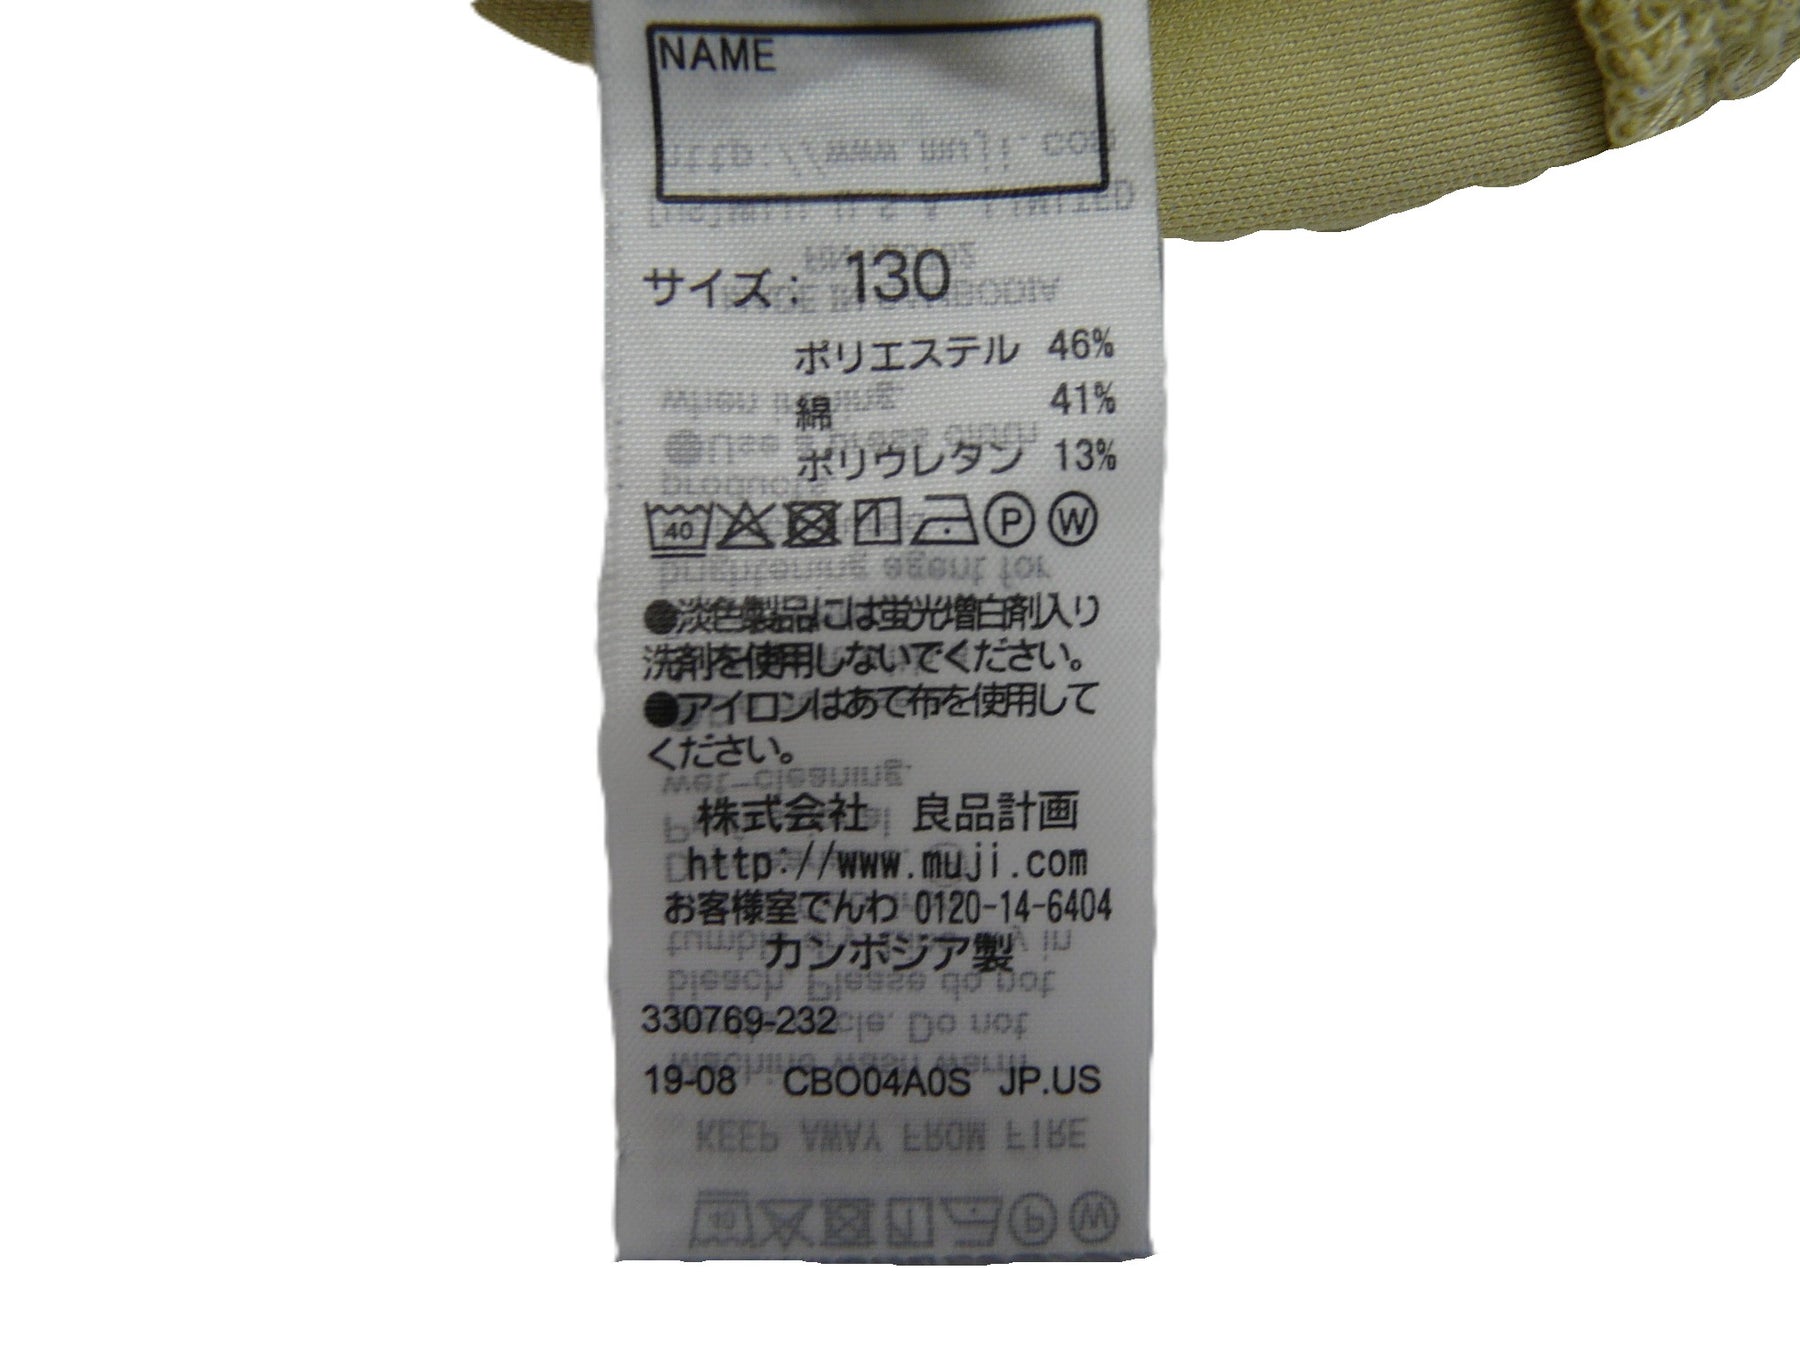 NAME
サイズ: 130
ポリエステル 46%
綿 41%
ポリウレタン 13%
40 P W
●淡色製品には蛍光増白剤入り
洗剤を使用しないでください。
●アイロンはあて布を使用して
ください。
株式会社 良品計画
http://www.muji.com
お客様室でんわ 0120-14-6404
カンボジア製
330769-232
19-08 CBO04A0S JP.US